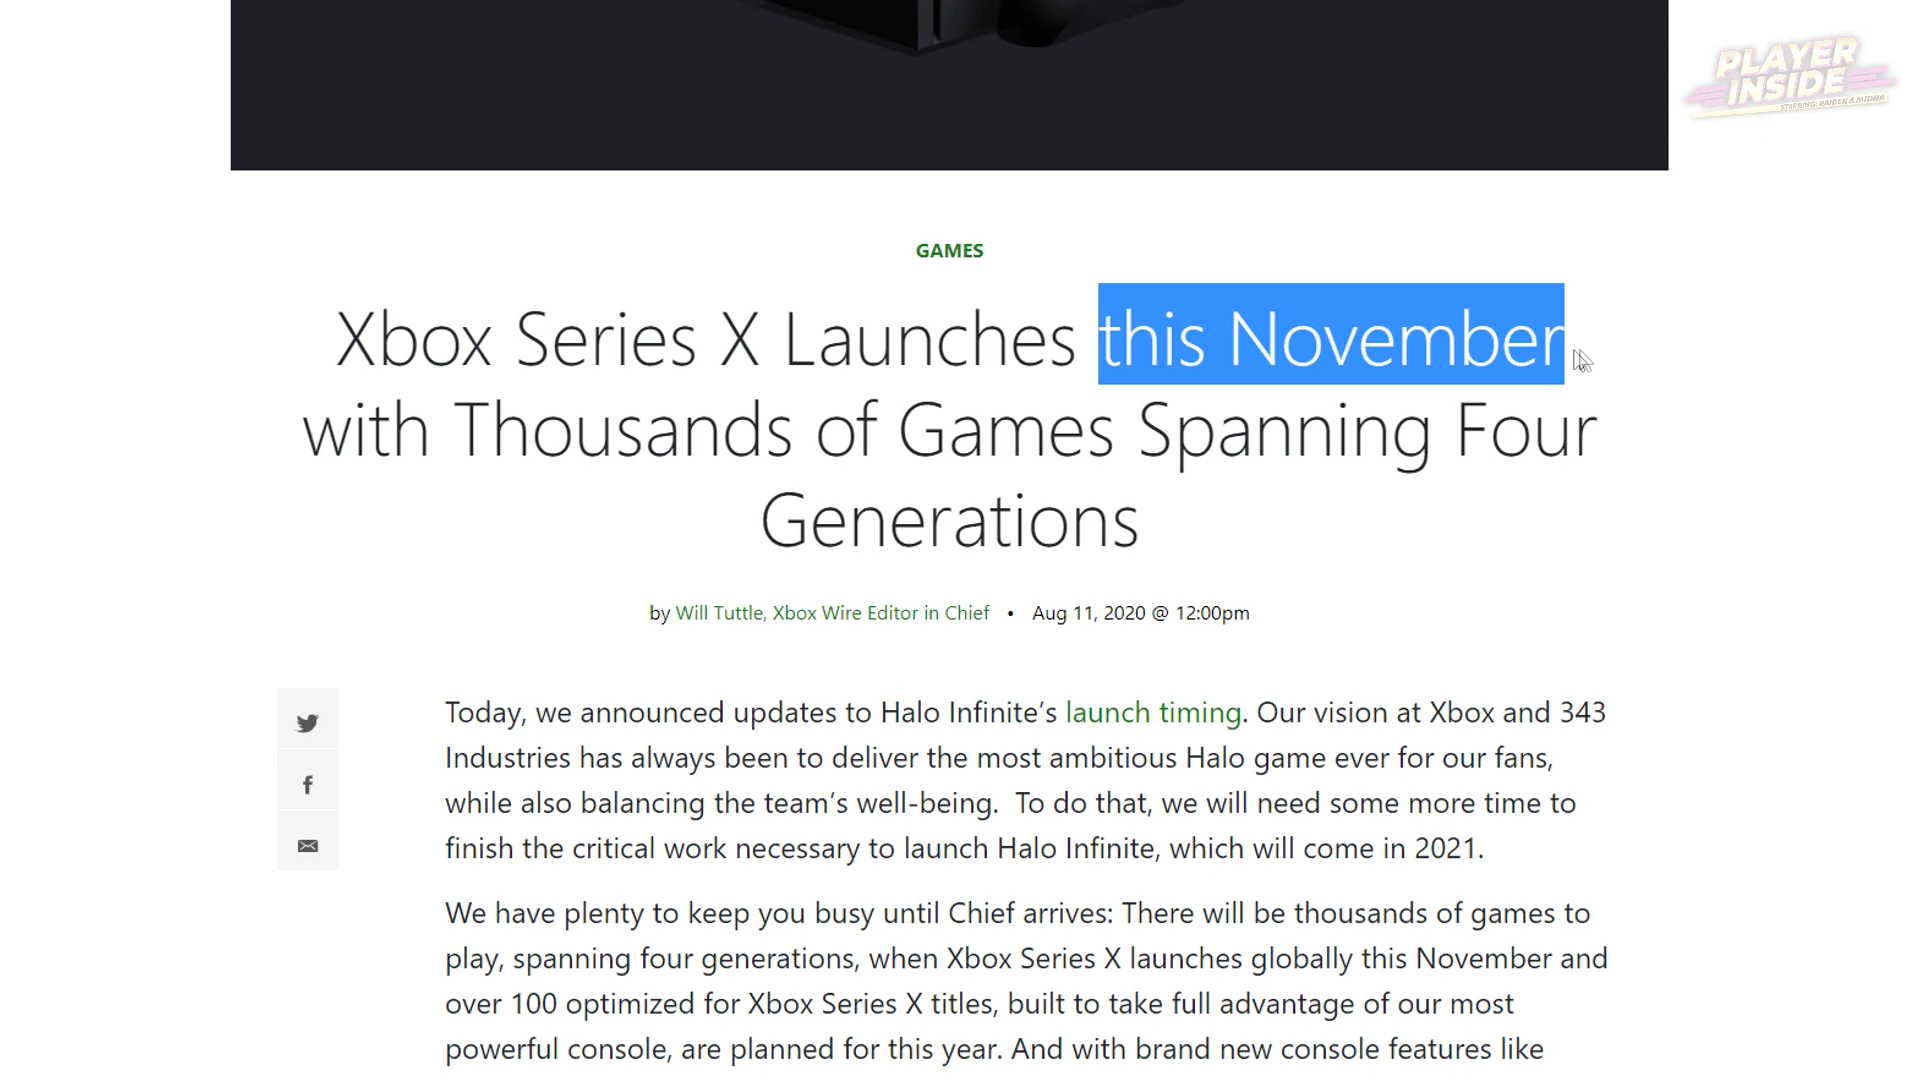 PLAYER
INSIDE
STARRING: RAIDEN & MIDNA
GAMES
Xbox Series X Launches this November
with Thousands of Games Spanning Four
Generations
by Will Tuttle, Xbox Wire Editor in Chief • Aug 11, 2020 @ 12:00pm
Today, we announced updates to Halo Infinite’s launch timing. Our vision at Xbox and 343
Industries has always been to deliver the most ambitious Halo game ever for our fans,
while also balancing the team’s well-being.  To do that, we will need some more time to
finish the critical work necessary to launch Halo Infinite, which will come in 2021.
We have plenty to keep you busy until Chief arrives: There will be thousands of games to
play, spanning four generations, when Xbox Series X launches globally this November and
over 100 optimized for Xbox Series X titles, built to take full advantage of our most
powerful console, are planned for this year. And with brand new console features like